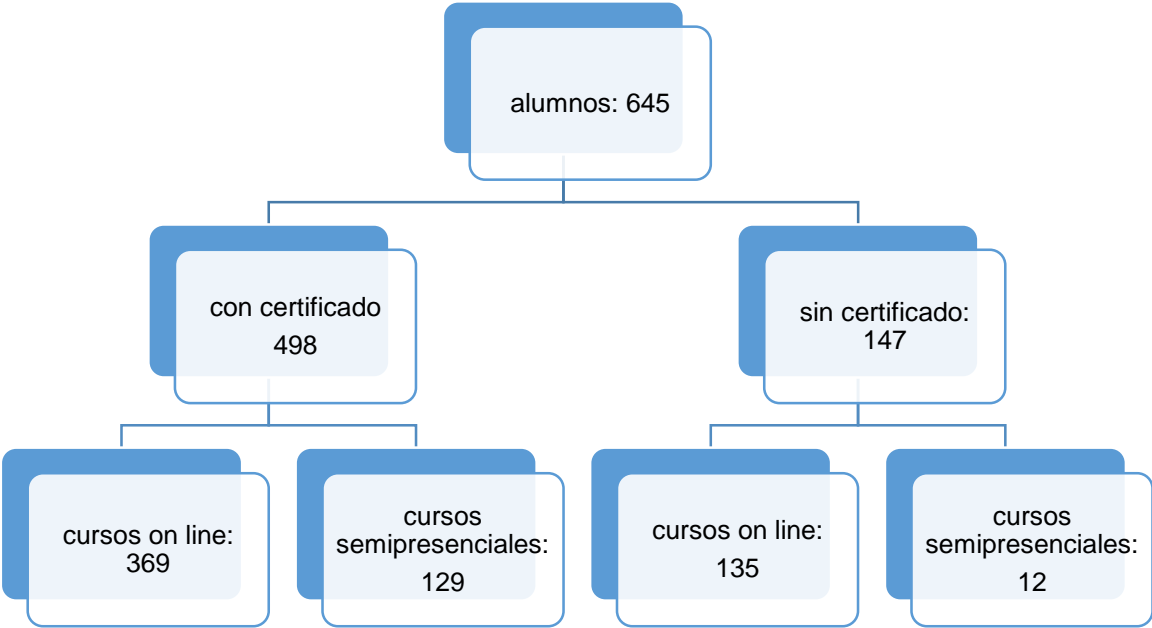 alumnos: 645
con certificado
498
sin certificado:
147
cursos on line:
369
cursos
semipresenciales:
129
cursos on line:
135
cursos
semipresenciales:
12